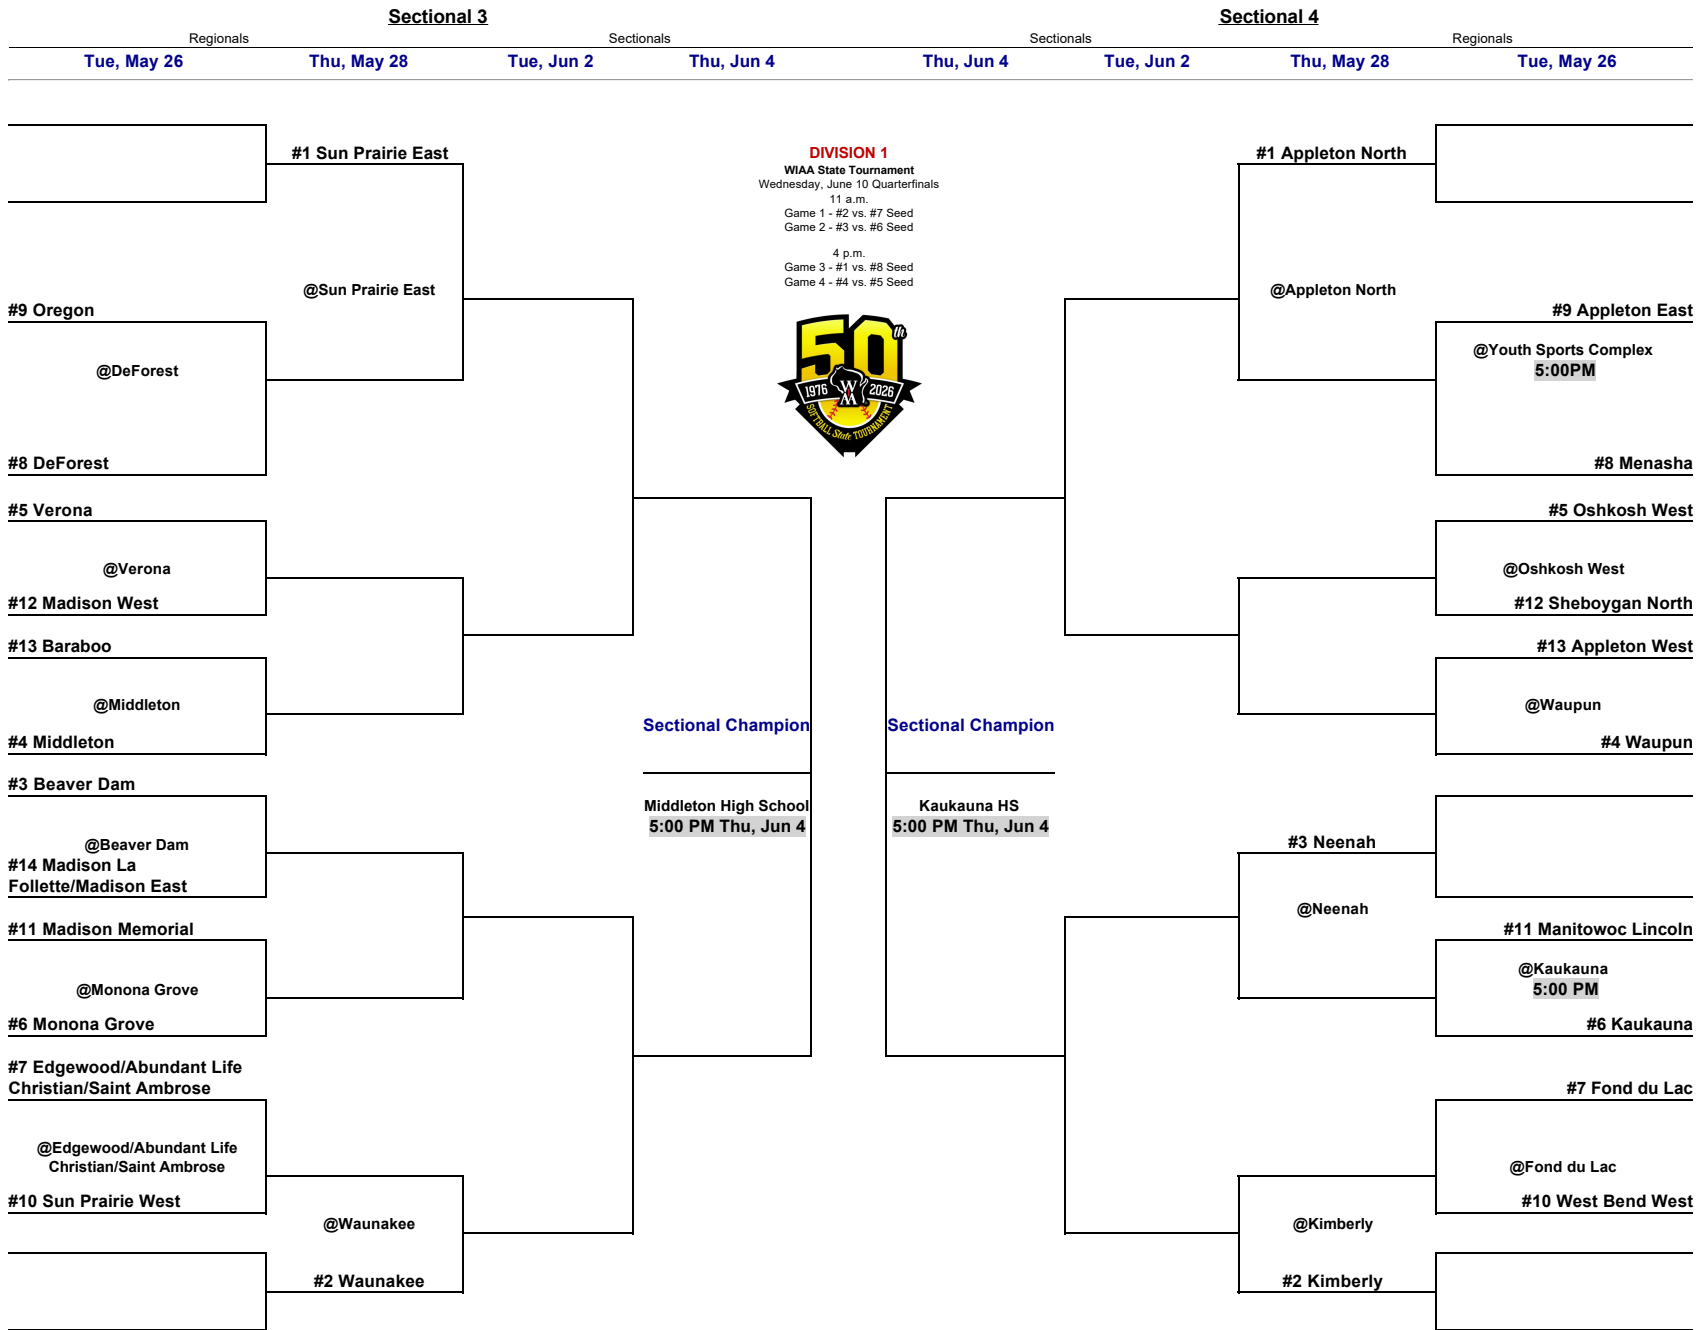 Sectional 3
Sectional 4
Regionals
Sectionals
Sectionals
Regionals
Tue, May 26
Thu, May 28
Tue, Jun 2
Thu, Jun 4
Thu, Jun 4
Tue, Jun 2
Thu, May 28
Tue, May 26
#1 Sun Prairie East
@Sun Prairie East
#9 Oregon
@DeForest
#8 DeForest
#5 Verona
@Verona
#12 Madison West
#13 Baraboo
@Middleton
#4 Middleton
#3 Beaver Dam
@Beaver Dam
#14 Madison La
Follette/Madison East
#11 Madison Memorial
@Monona Grove
#6 Monona Grove
#7 Edgewood/Abundant Life
Christian/Saint Ambrose
@Edgewood/Abundant Life
Christian/Saint Ambrose
#10 Sun Prairie West
@Waunakee
#2 Waunakee
DIVISION 1
WIAA State Tournament
Wednesday, June 10 Quarterfinals
11 a.m.
Game 1 - #2 vs. #7 Seed
Game 2 - #3 vs. #6 Seed
4 p.m.
Game 3 - #1 vs. #8 Seed
Game 4 - #4 vs. #5 Seed
50th
1976 WIAA 2026
SOFTBALL State TOURNAMENT
Sectional Champion
Middleton High School
5:00 PM Thu, Jun 4
Sectional Champion
Kaukauna HS
5:00 PM Thu, Jun 4
#1 Appleton North
@Appleton North
#9 Appleton East
@Youth Sports Complex
5:00PM
#8 Menasha
#5 Oshkosh West
@Oshkosh West
#12 Sheboygan North
#13 Appleton West
@Waupun
#4 Waupun
#3 Neenah
@Neenah
#11 Manitowoc Lincoln
@Kaukauna
5:00 PM
#6 Kaukauna
#7 Fond du Lac
@Fond du Lac
#10 West Bend West
@Kimberly
#2 Kimberly